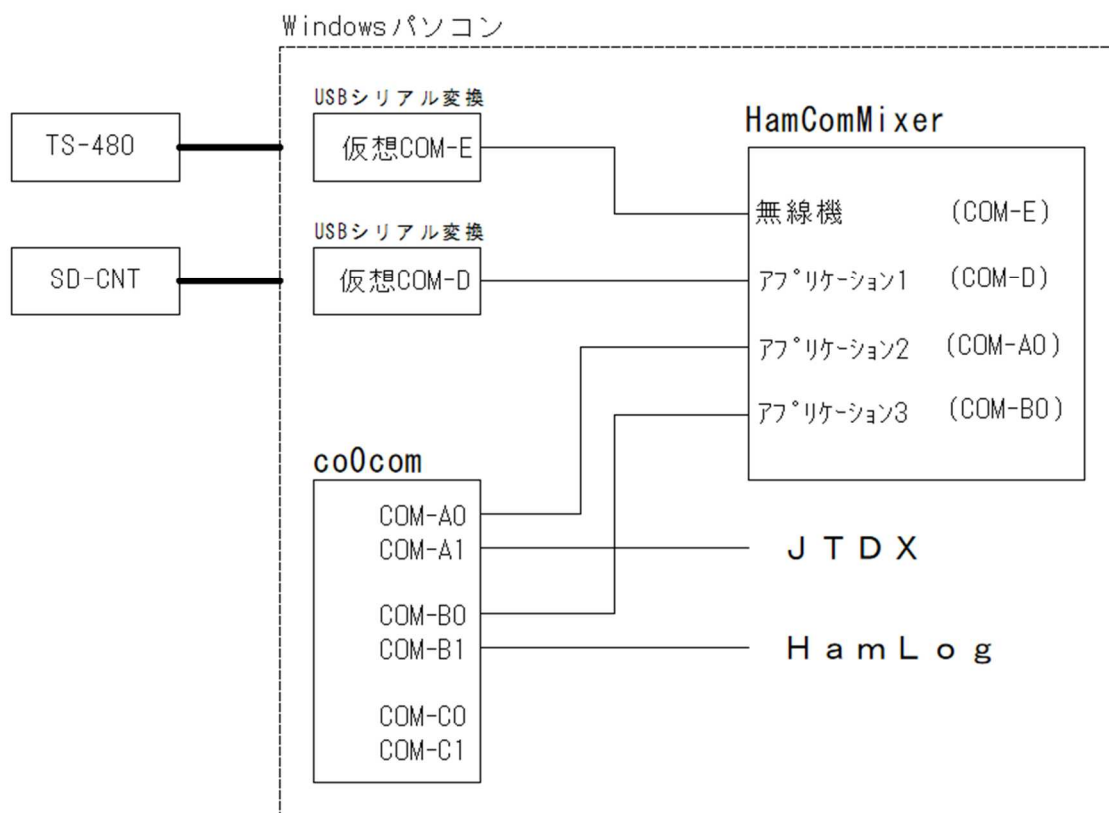 Windowsパソコン
USBシリアル変換
HamComMixer
TS-480
仮想COM-E
無線機 (COM-E)
USBシリアル変換
SD-CNT
仮想COM-D
アプリケーション1 (COM-D)
アプリケーション2 (COM-A0)
アプリケーション3 (COM-B0)
co0com
COM-A0
COM-A1
JTDX
COM-B0
COM-B1
HamLog
COM-C0
COM-C1